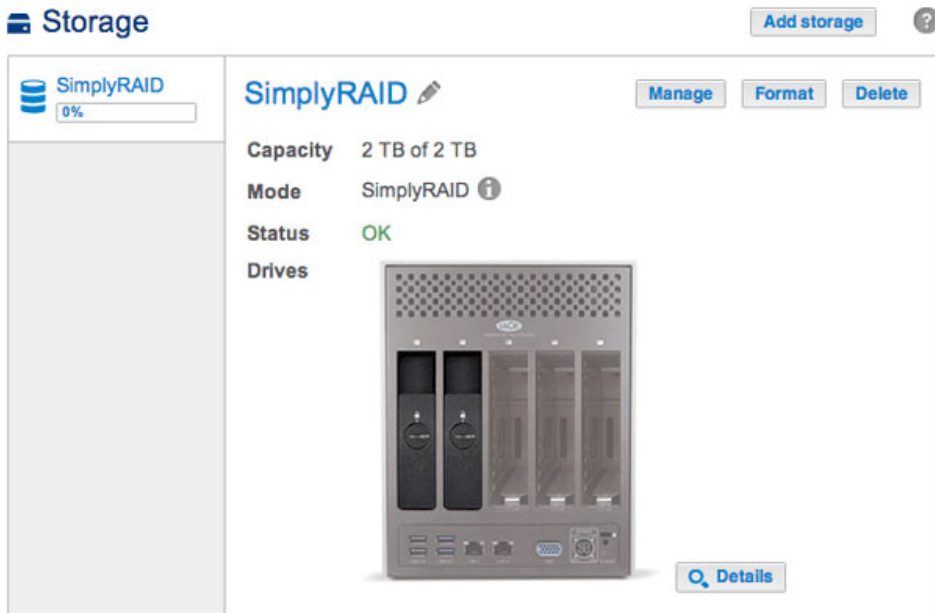 Storage
Add storage
?
SimplyRAID
0%
SimplyRAID
Manage
Format
Delete
Capacity 2 TB of 2 TB
Mode SimplyRAID i
Status OK
Drives
LACIE
Details